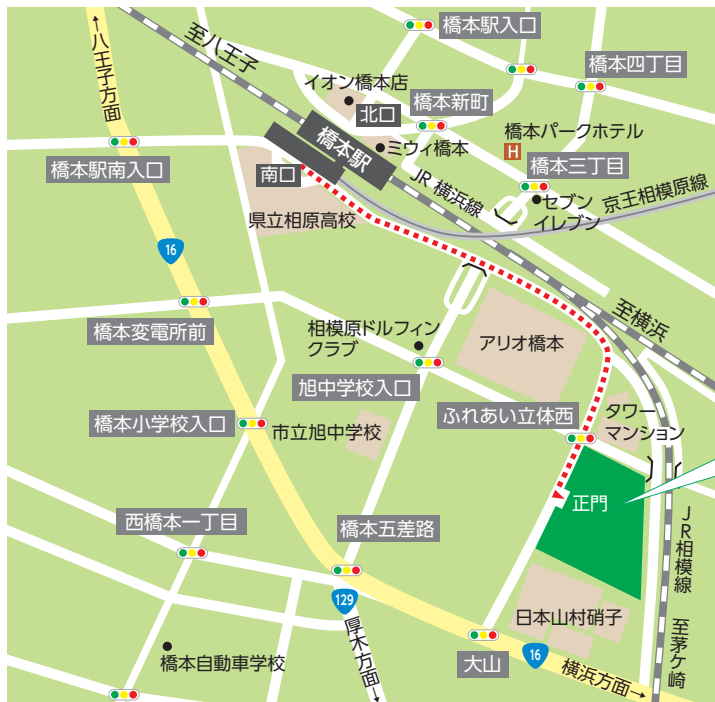 ↑八王子方面
至八王子
橋本駅入口
橋本四丁目
イオン橋本店
北口
橋本新町
橋本パークホテル
H
橋本駅
ミウィ橋本
橋本三丁目
橋本駅南入口
南口
JR 横浜線
セブン
イレブン
京王相模原線
県立相原高校
16
至横浜
橋本変電所前
相模原ドルフィン
クラブ
アリオ橋本
旭中学校入口
橋本小学校入口
市立旭中学校
ふれあい立体西
タワー
マンション
正門
西橋本一丁目
橋本五差路
JR相模線
129
日本山村硝子
厚木方面→
至茅ケ崎
橋本自動車学校
大山
16
横浜方面→